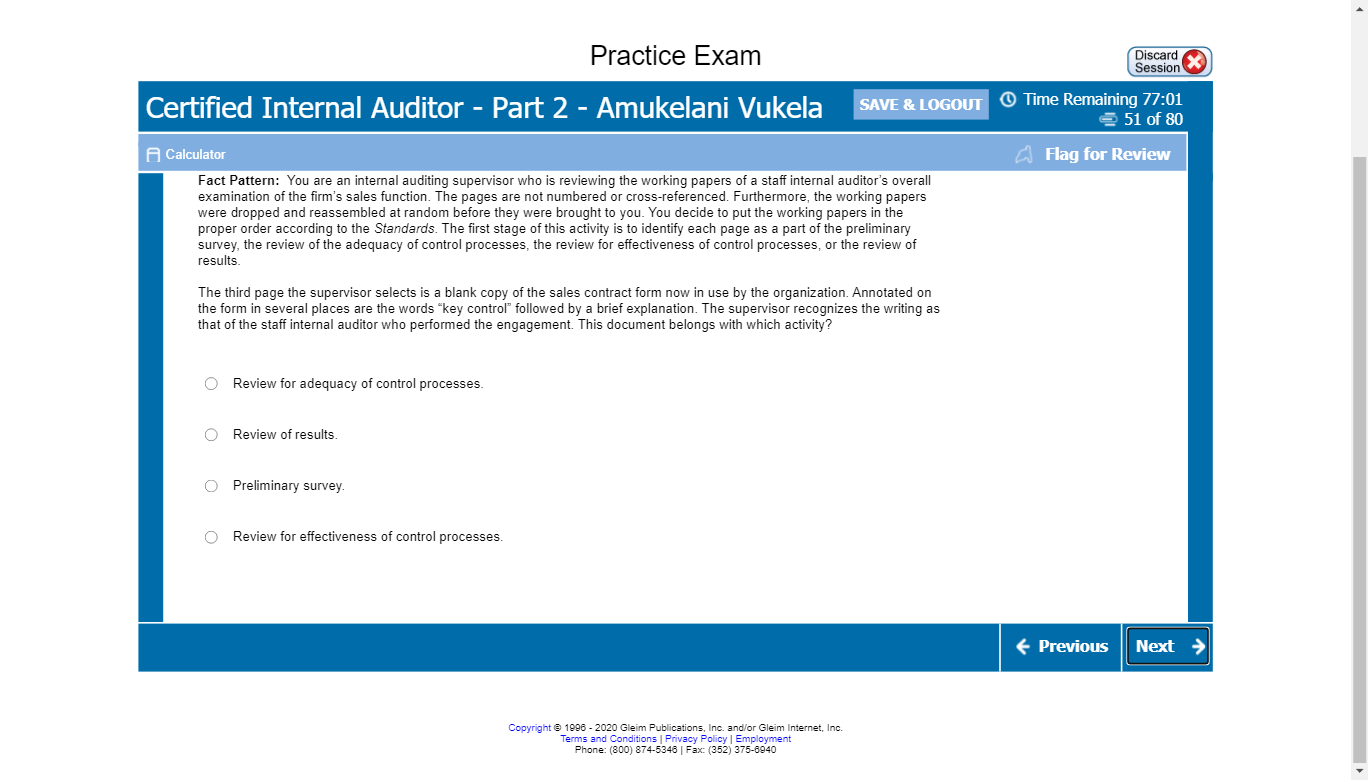 Practice Exam
Discard
Session
Certified Internal Auditor - Part 2 - Amukelani Vukela
SAVE & LOGOUT
Time Remaining 77:01
51 of 80
Calculator
Flag for Review
Fact Pattern: You are an internal auditing supervisor who is reviewing the working papers of a staff internal auditor's overall
examination of the firm's sales function. The pages are not numbered or cross-referenced. Furthermore, the working papers
were dropped and reassembled at random before they were brought to you. You decide to put the working papers in the
proper order according to the Standards. The first stage of this activity is to identify each page as a part of the preliminary
survey, the review of the adequacy of control processes, the review for effectiveness of control processes, or the review of
results.
The third page the supervisor selects is a blank copy of the sales contract form now in use by the organization. Annotated on
the form in several places are the words “key control” followed by a brief explanation. The supervisor recognizes the writing as
that of the staff internal auditor who performed the engagement. This document belongs with which activity?
Review for adequacy of control processes.
Review of results.
Preliminary survey.
Review for effectiveness of control processes.
Previous
Next
Copyright © 1996 - 2020 Gleim Publications, Inc. and/or Gleim Internet, Inc.
Terms and Conditions | Privacy Policy | Employment
Phone: (800) 874-5346 | Fax: (352) 375-6940